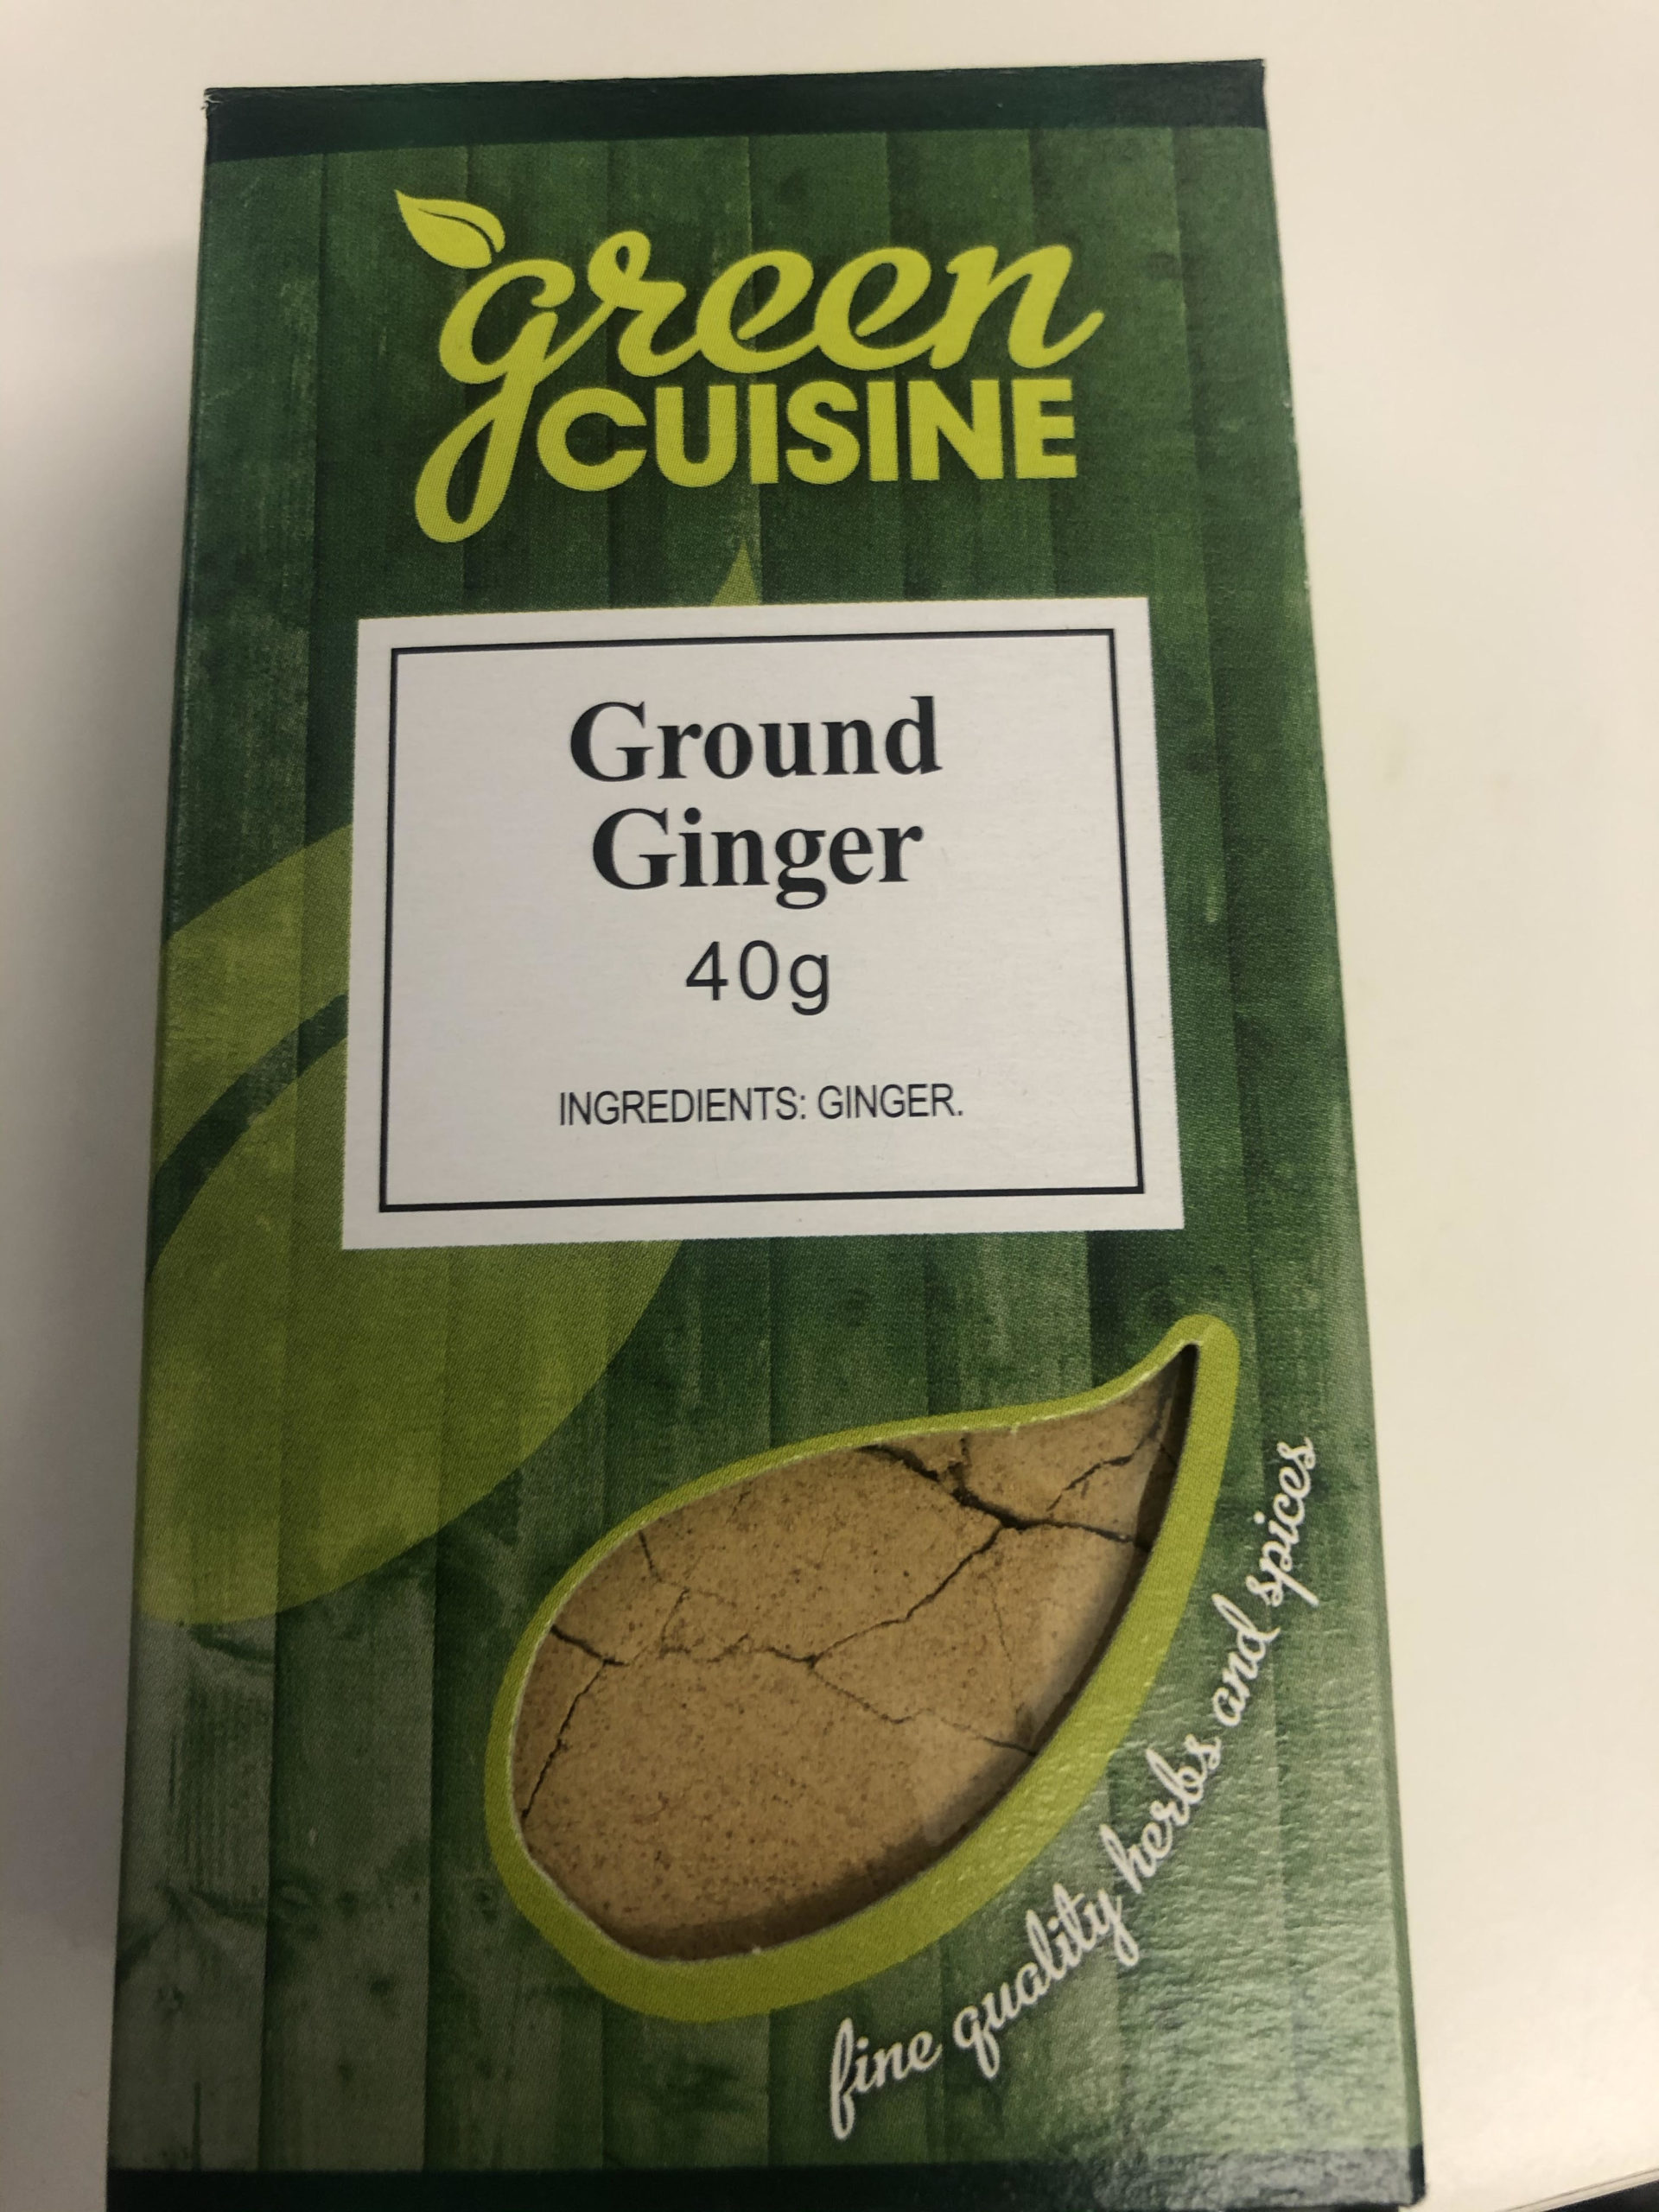 green
CUISINE
Ground
Ginger
40g
INGREDIENTS: GINGER.
fine quality herbs and spices